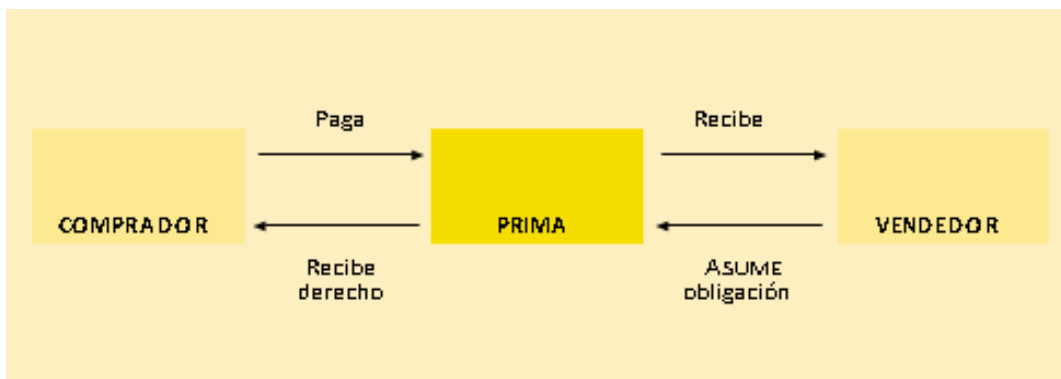 Paga
Recibe
COMPRADOR
PRIMA
VENDEDOR
Recibe
derecho
ASUME
obligación